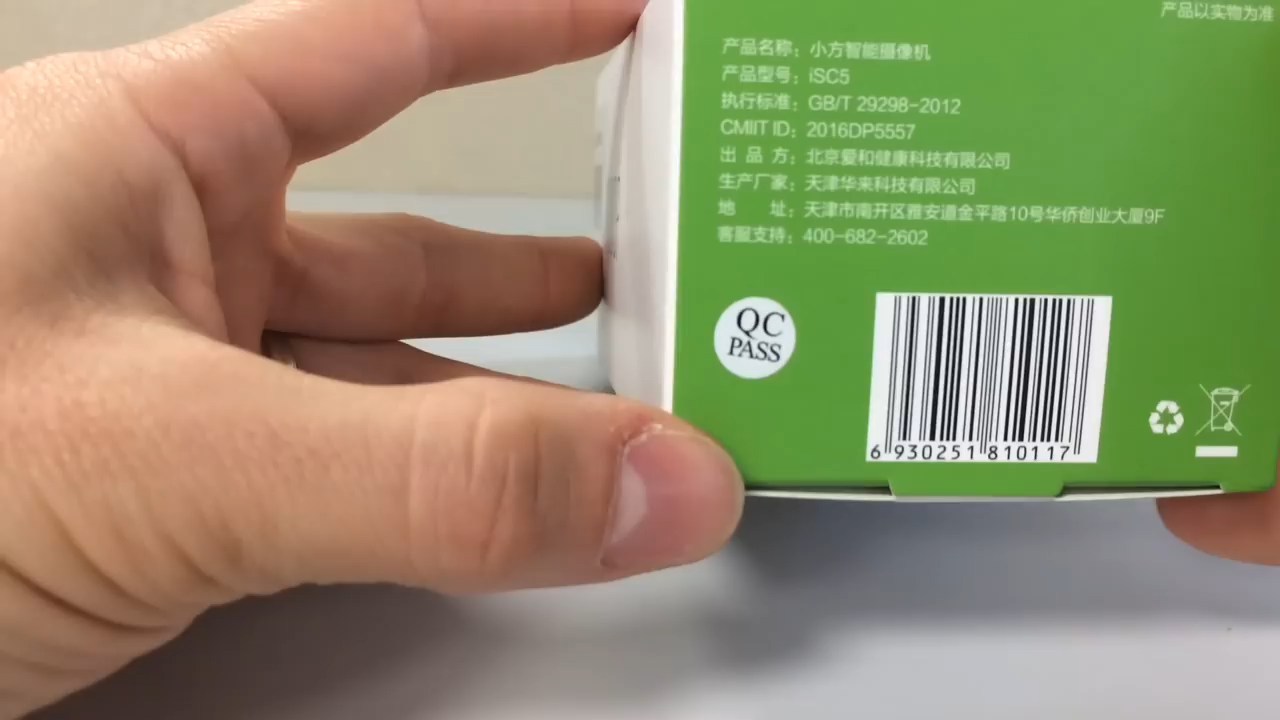 产品以实物为准
产品名称：小方智能摄像机
产品型号：iSC5
执行标准：GB/T 29298-2012
CMIIT ID：2016DP5557
出 品 方：北京爱和健康科技有限公司
生产厂家：天津华来科技有限公司
地 址：天津市南开区雅安道金平路10号华侨创业大厦9F
客服支持：400-682-2602
QC
PASS
6 930251 810117